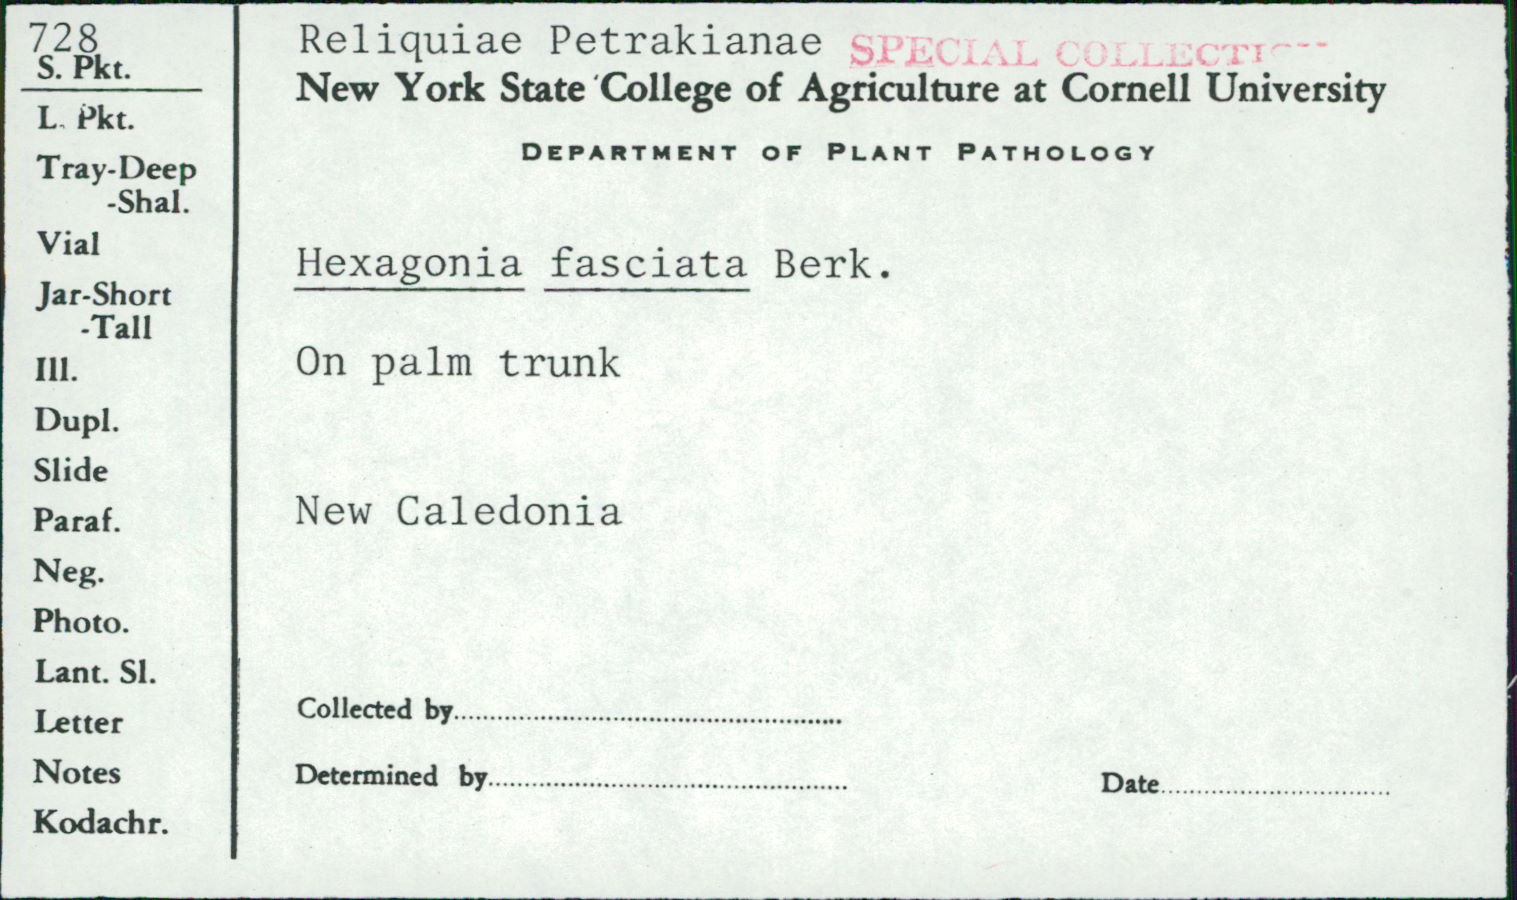 728
S. Pkt.
L. Pkt.
Tray-Deep
-Shal.
Vial
Jar-Short
-Tall
Ill.
Dupl.
Slide
Paraf.
Neg.
Photo.
Lant. Sl.
Letter
Notes
Kodachr.
Reliquiae Petrakianae SPECIAL
New York State College of Agriculture at Cornell University
DEPARTMENT OF PLANT PATHOLOGY
Hexagonia fasciata Berk.
On palm trunk
New Caledonia
Collected by
Determined by
Date